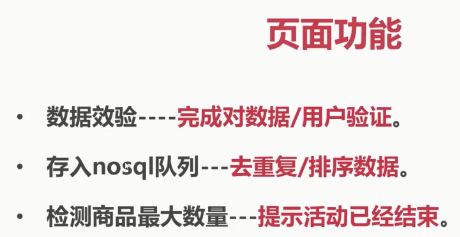 页面功能
• 数据效验----完成对数据/用户验证。
• 存入nosql队列---去重复/排序数据。
• 检测商品最大数量---提示活动已经结束。